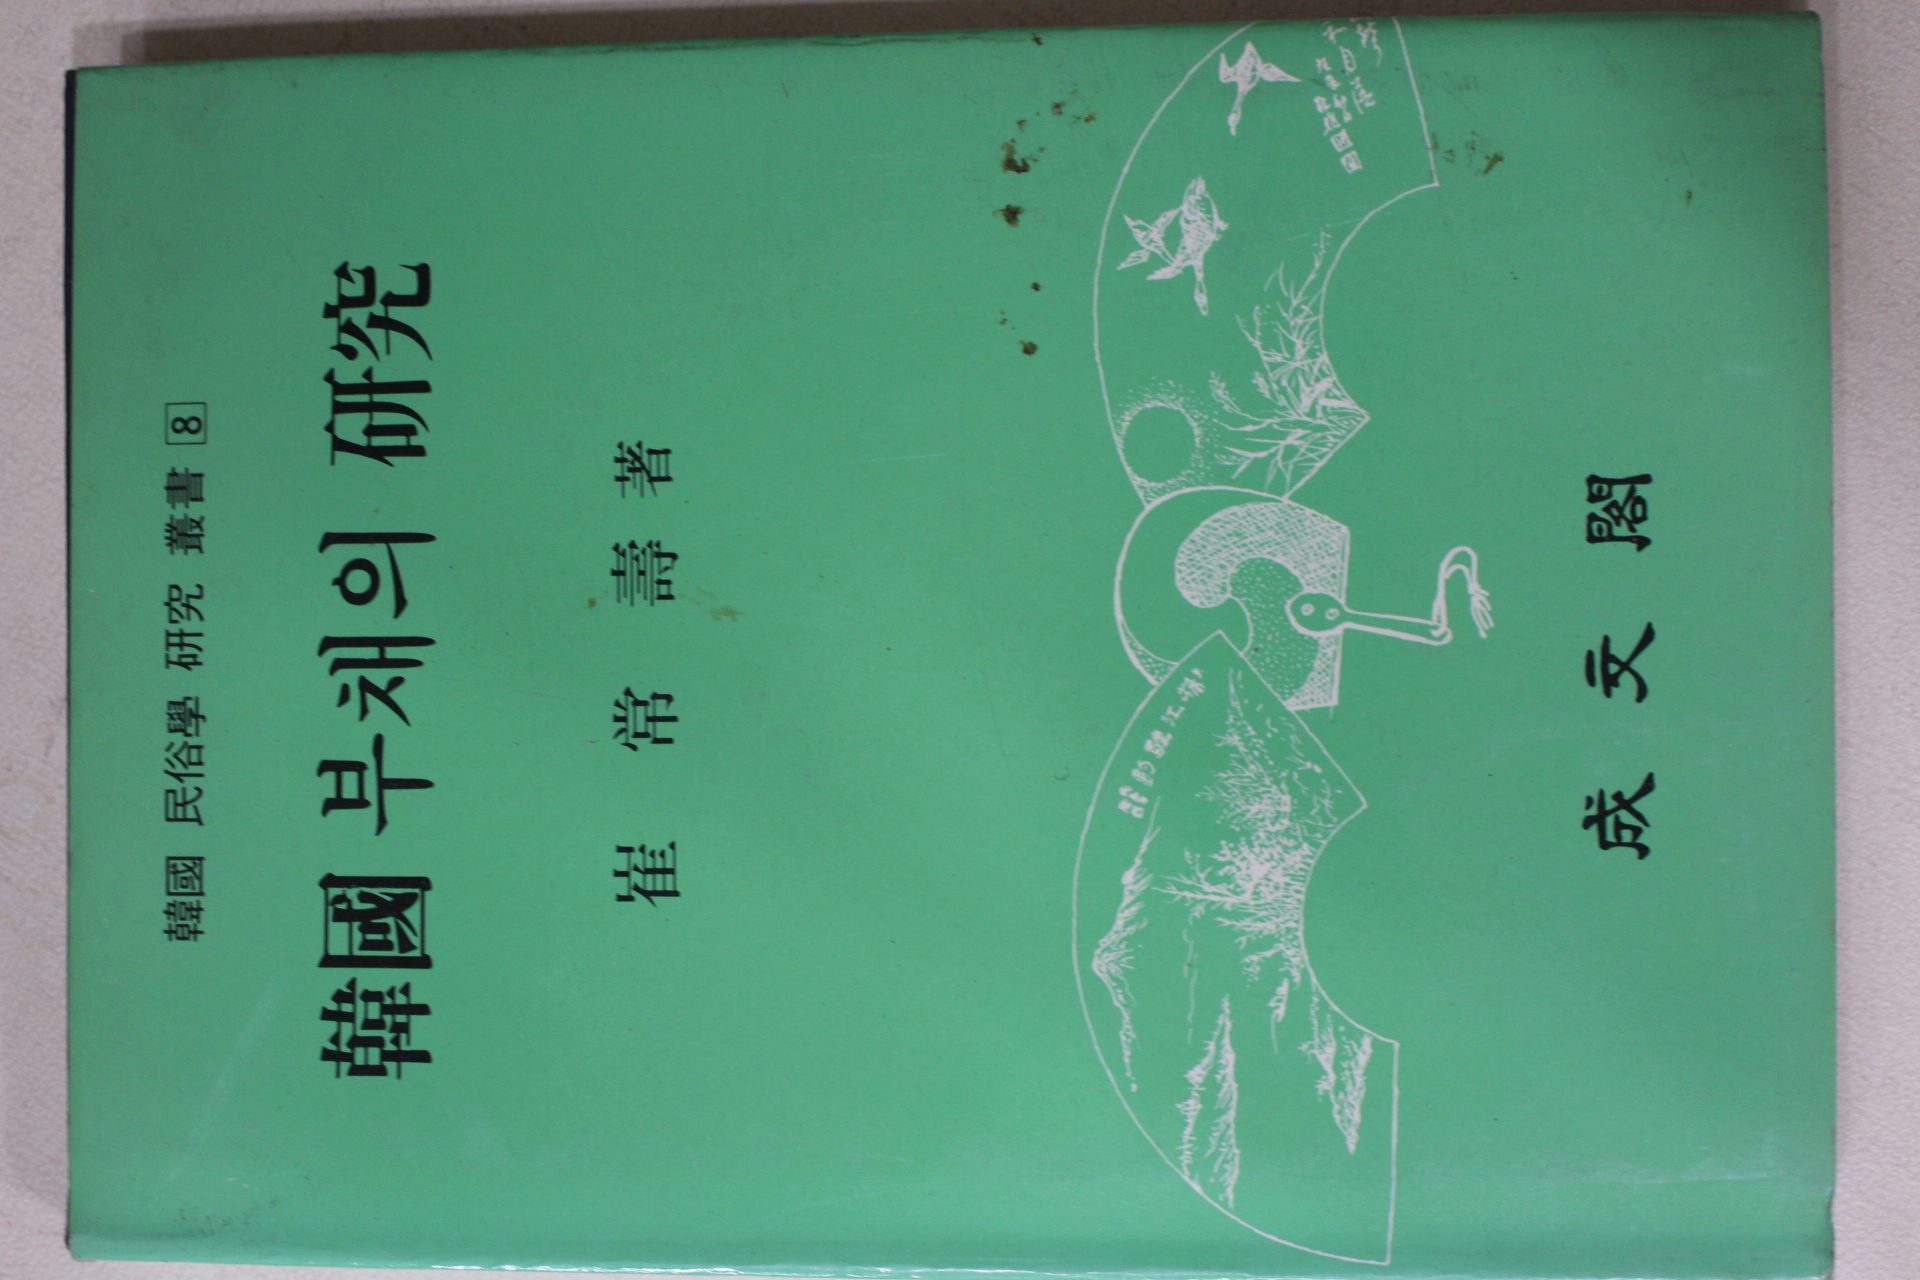 韓國 民俗學 硏究 叢書 8
韓國 부채의 硏究
崔常壽 著
成文閣